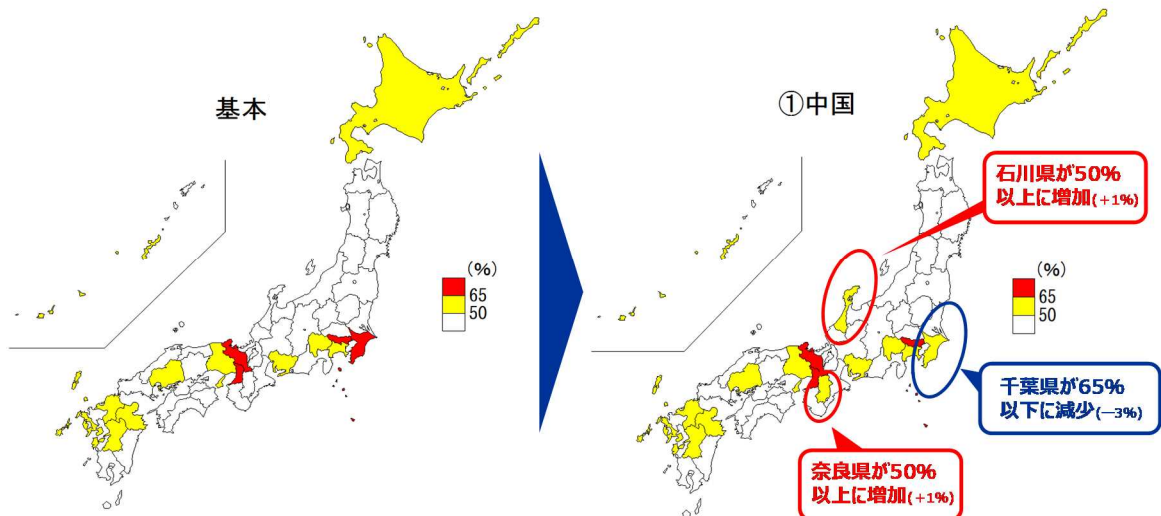 基本
(%)
65
50
①中国
石川県が50%
以上に増加(+1%)
(%)
65
50
千葉県が65%
以下に減少(―3%)
奈良県が50%
以上に増加(+1%)